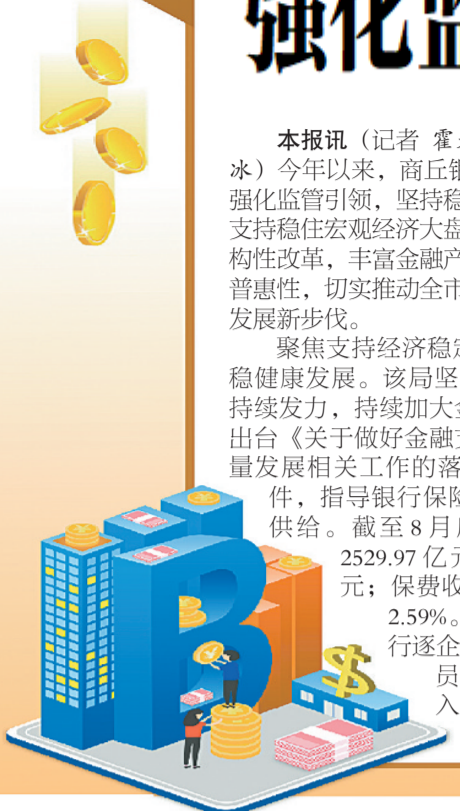 强化监
本报讯（记者 霍
冰）今年以来，商丘银
强化监管引领，坚持稳
支持稳住宏观经济大盘
构性改革，丰富金融产
普惠性，切实推动全市
发展新步伐。
聚焦支持经济稳定
稳健康发展。该局坚
持续发力，持续加大金
出台《关于做好金融支
量发展相关工作的落
件，指导银行保险
供给。截至8月
2529.97亿元
元；保费收
2.59%。
行逐企
员
入
B
$